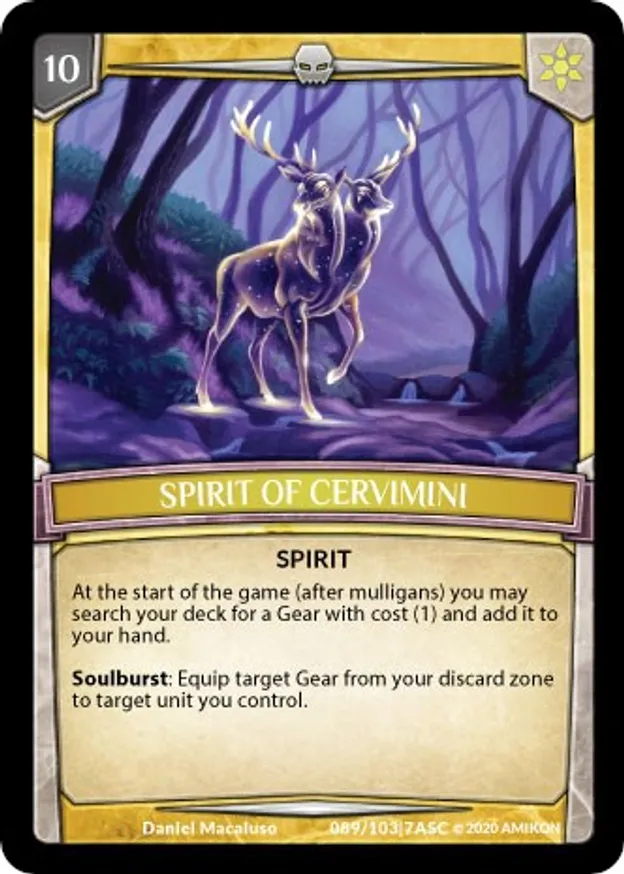 10
SPIRIT OF CERVIMINI
SPIRIT
At the start of the game (after mulligans) you may
search your deck for a Gear with cost (1) and add it to
your hand.
Soulburst: Equip target Gear from your discard zone
to target unit you control.
Daniel Macaluso 089/103|7ASC © 2020 AMIKON